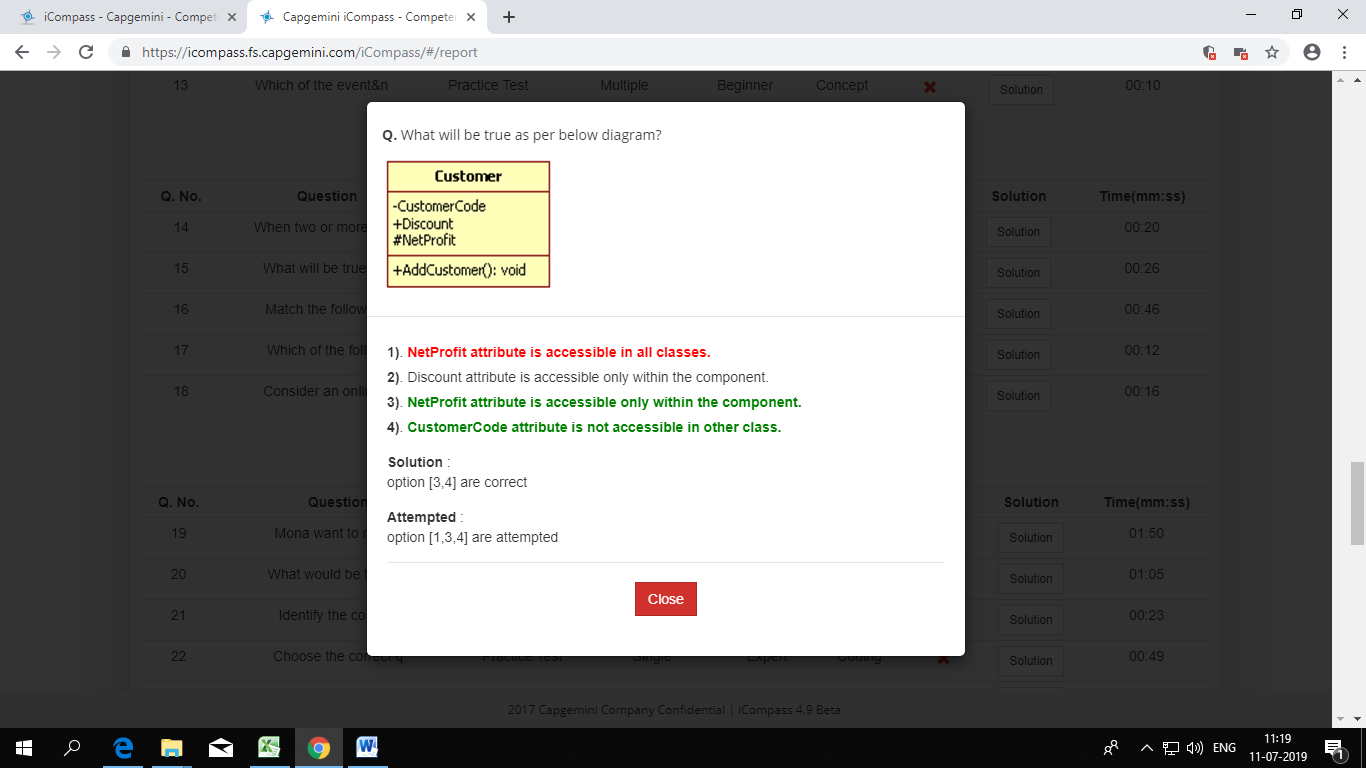 iCompass - Capgemini - Compet
Capgemini iCompass - Competen
https://icompass.fs.capgemini.com/iCompass/#/report
13 Which of the event&n Practice Test Multiple Beginner Concept Solution 00:10
Q. What will be true as per below diagram?
Customer
-CustomerCode
+Discount
#NetProfit
+AddCustomer(): void
1). NetProfit attribute is accessible in all classes.
2). Discount attribute is accessible only within the component.
3). NetProfit attribute is accessible only within the component.
4). CustomerCode attribute is not accessible in other class.
Solution :
option [3,4] are correct
Attempted :
option [1,3,4] are attempted
Close
Q. No. Question Solution Time(mm:ss)
14 When two or more Solution 00:20
15 What will be true Solution 00:26
16 Match the follow Solution 00:46
17 Which of the foll Solution 00:12
18 Consider an onli Solution 00:16
Q. No. Question Solution Time(mm:ss)
19 Mona want to Solution 01:50
20 What would be Solution 01:05
21 Identify the co Solution 00:23
22 Choose the correct q Practice Test Single Expert Coding Solution 00:49
2017 Capgemini Company Confidential | iCompass 4.9 Beta
ENG
11:19
11-07-2019
1